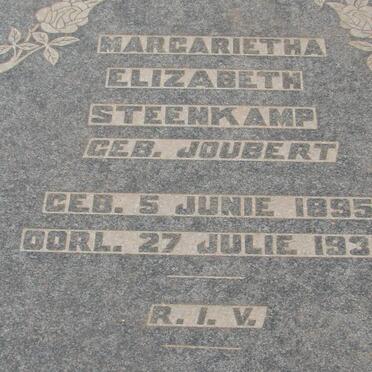 MARGARIETHA
ELIZABETH
STEENKAMP
GEB. JOUBERT
GEB. 5 JUNIE 1895
OORL. 27 JULIE 193
R. I. V.